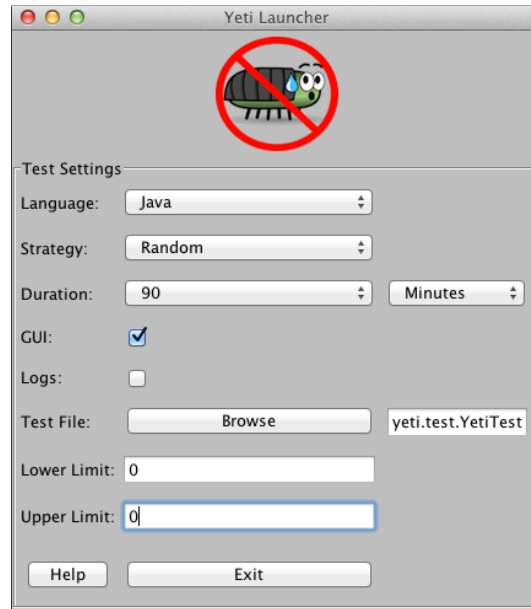 Yeti Launcher
Test Settings
Language: Java
Strategy: Random
Duration: 90 Minutes
GUI:
Logs:
Test File: Browse yeti.test.YetiTest
Lower Limit: 0
Upper Limit: 0
Help Exit